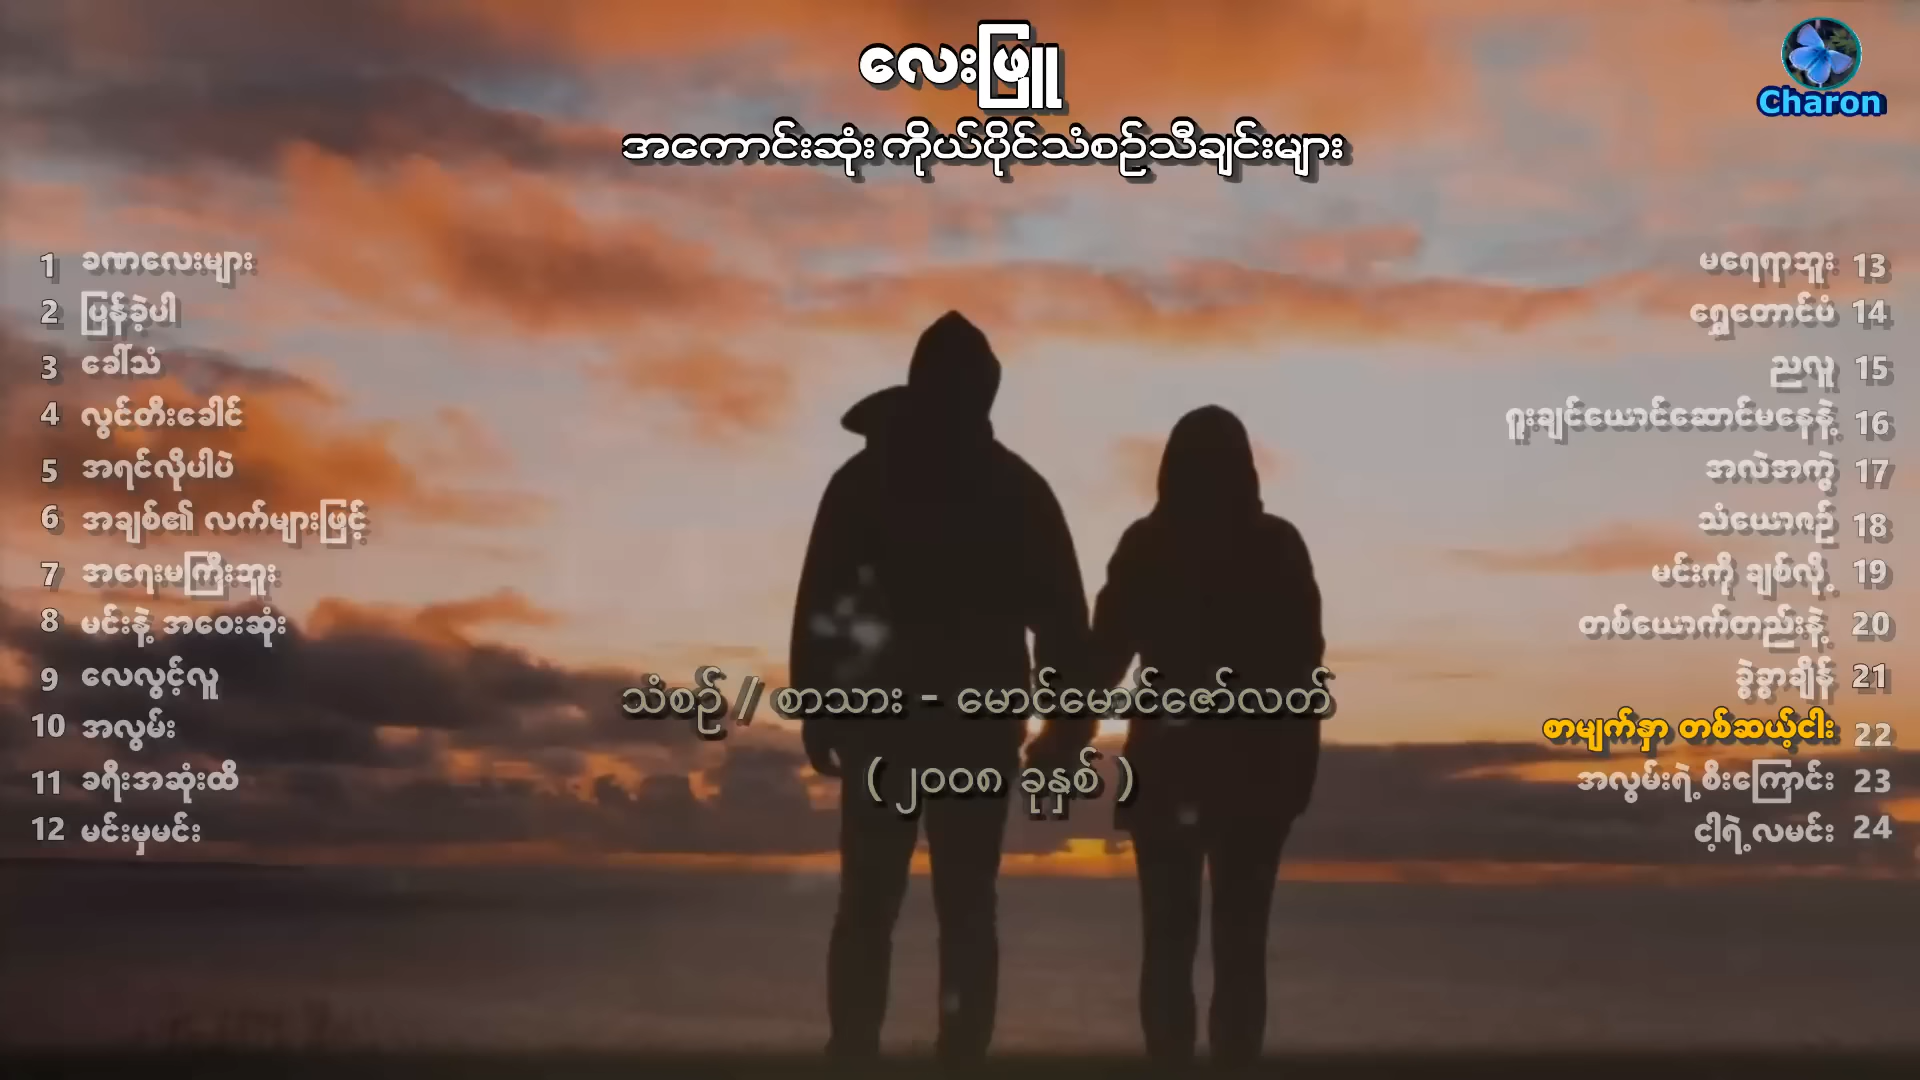 လေးဖြူ
အကောင်းဆုံး ကိုယ်ပိုင်သံစဉ်သီချင်းများ
Charon
1 ခဏလေးများ
2 ပြန်ခဲ့ပါ
3 ခေါ်သံ
4 လွင်တီးခေါင်
5 အရင်လိုပါပဲ
6 အချစ်၏ လက်များဖြင့်
7 အရေးမကြီးဘူး
8 မင်းနဲ့ အဝေးဆုံး
9 လေလွင့်လူ
10 အလွမ်း
11 ခရီးအဆုံးထိ
12 မင်းမှမင်း
မရေရာဘူး 13
ရွှေတောင်ပံ 14
ညလူ 15
ရူးချင်ယောင်ဆောင်မနေနဲ့ 16
အလဲအကွဲ 17
သံယောဇဉ် 18
မင်းကို ချစ်လို့ 19
တစ်ယောက်တည်းနဲ့ 20
ခွဲခွာချိန် 21
စာမျက်နှာ တစ်ဆယ့်ငါး 22
အလွမ်းရဲ့စီးကြောင်း 23
ငါ့ရဲ့လမင်း 24
သံစဉ် // စာသား - မောင်မောင်ဇော်လတ်
( ၂၀၀၈ ခုနှစ် )